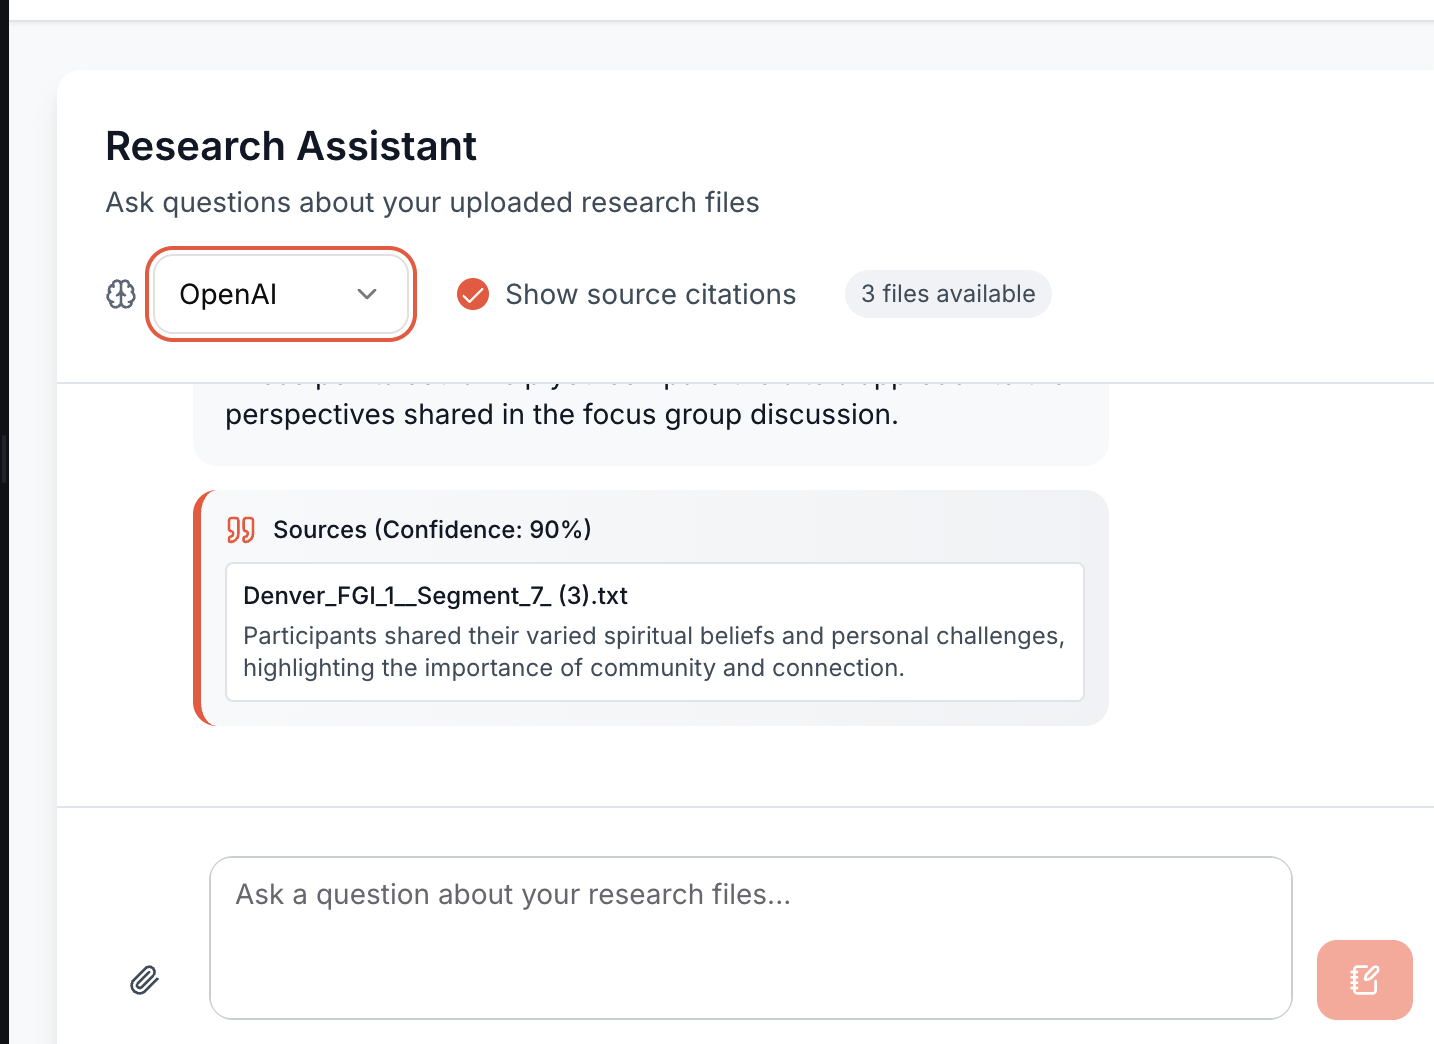 Research Assistant
Ask questions about your uploaded research files
OpenAI
Show source citations
3 files available
perspectives shared in the focus group discussion.
Sources (Confidence: 90%)
Denver_FGI_1__Segment_7_ (3).txt
Participants shared their varied spiritual beliefs and personal challenges,
highlighting the importance of community and connection.
Ask a question about your research files...